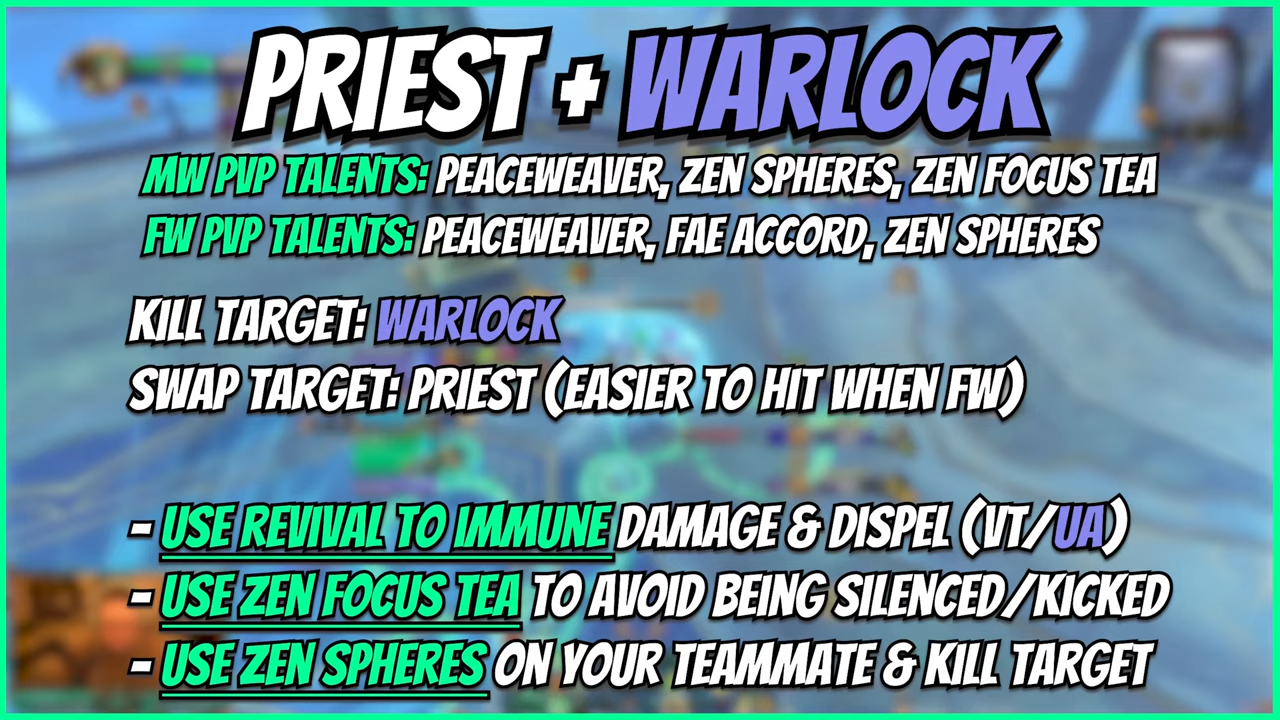 PRIEST + WARLOCK
MW PVP TALENTS: PEACEWEAVER, ZEN SPHERES, ZEN FOCUS TEA
FW PVP TALENTS: PEACEWEAVER, FAE ACCORD, ZEN SPHERES
KILL TARGET: WARLOCK
SWAP TARGET: PRIEST (EASIER TO HIT WHEN FW)
- USE REVIVAL TO IMMUNE DAMAGE & DISPEL (VT/UA)
- USE ZEN FOCUS TEA TO AVOID BEING SILENCED/KICKED
- USE ZEN SPHERES ON YOUR TEAMMATE & KILL TARGET